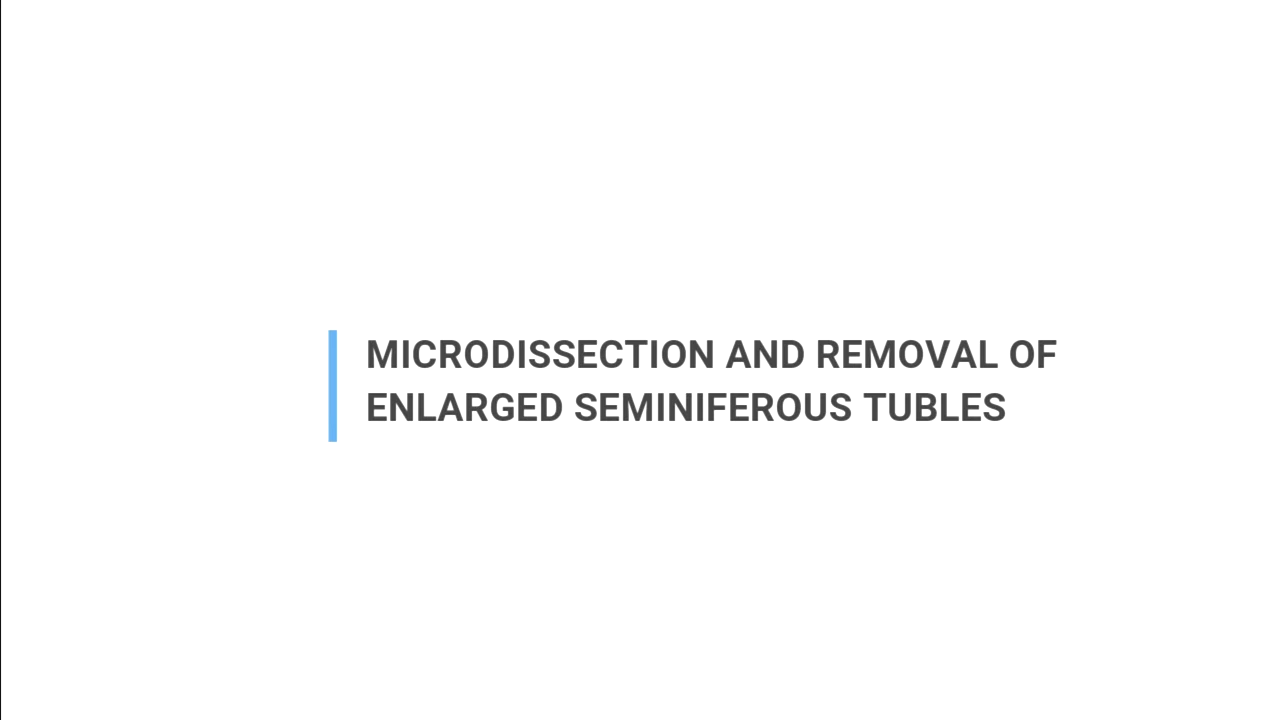 MICRODISSECTION AND REMOVAL OF
ENLARGED SEMINIFEROUS TUBLES